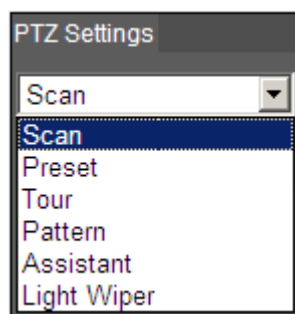 PTZ Settings
Scan
Scan
Preset
Tour
Pattern
Assistant
Light Wiper